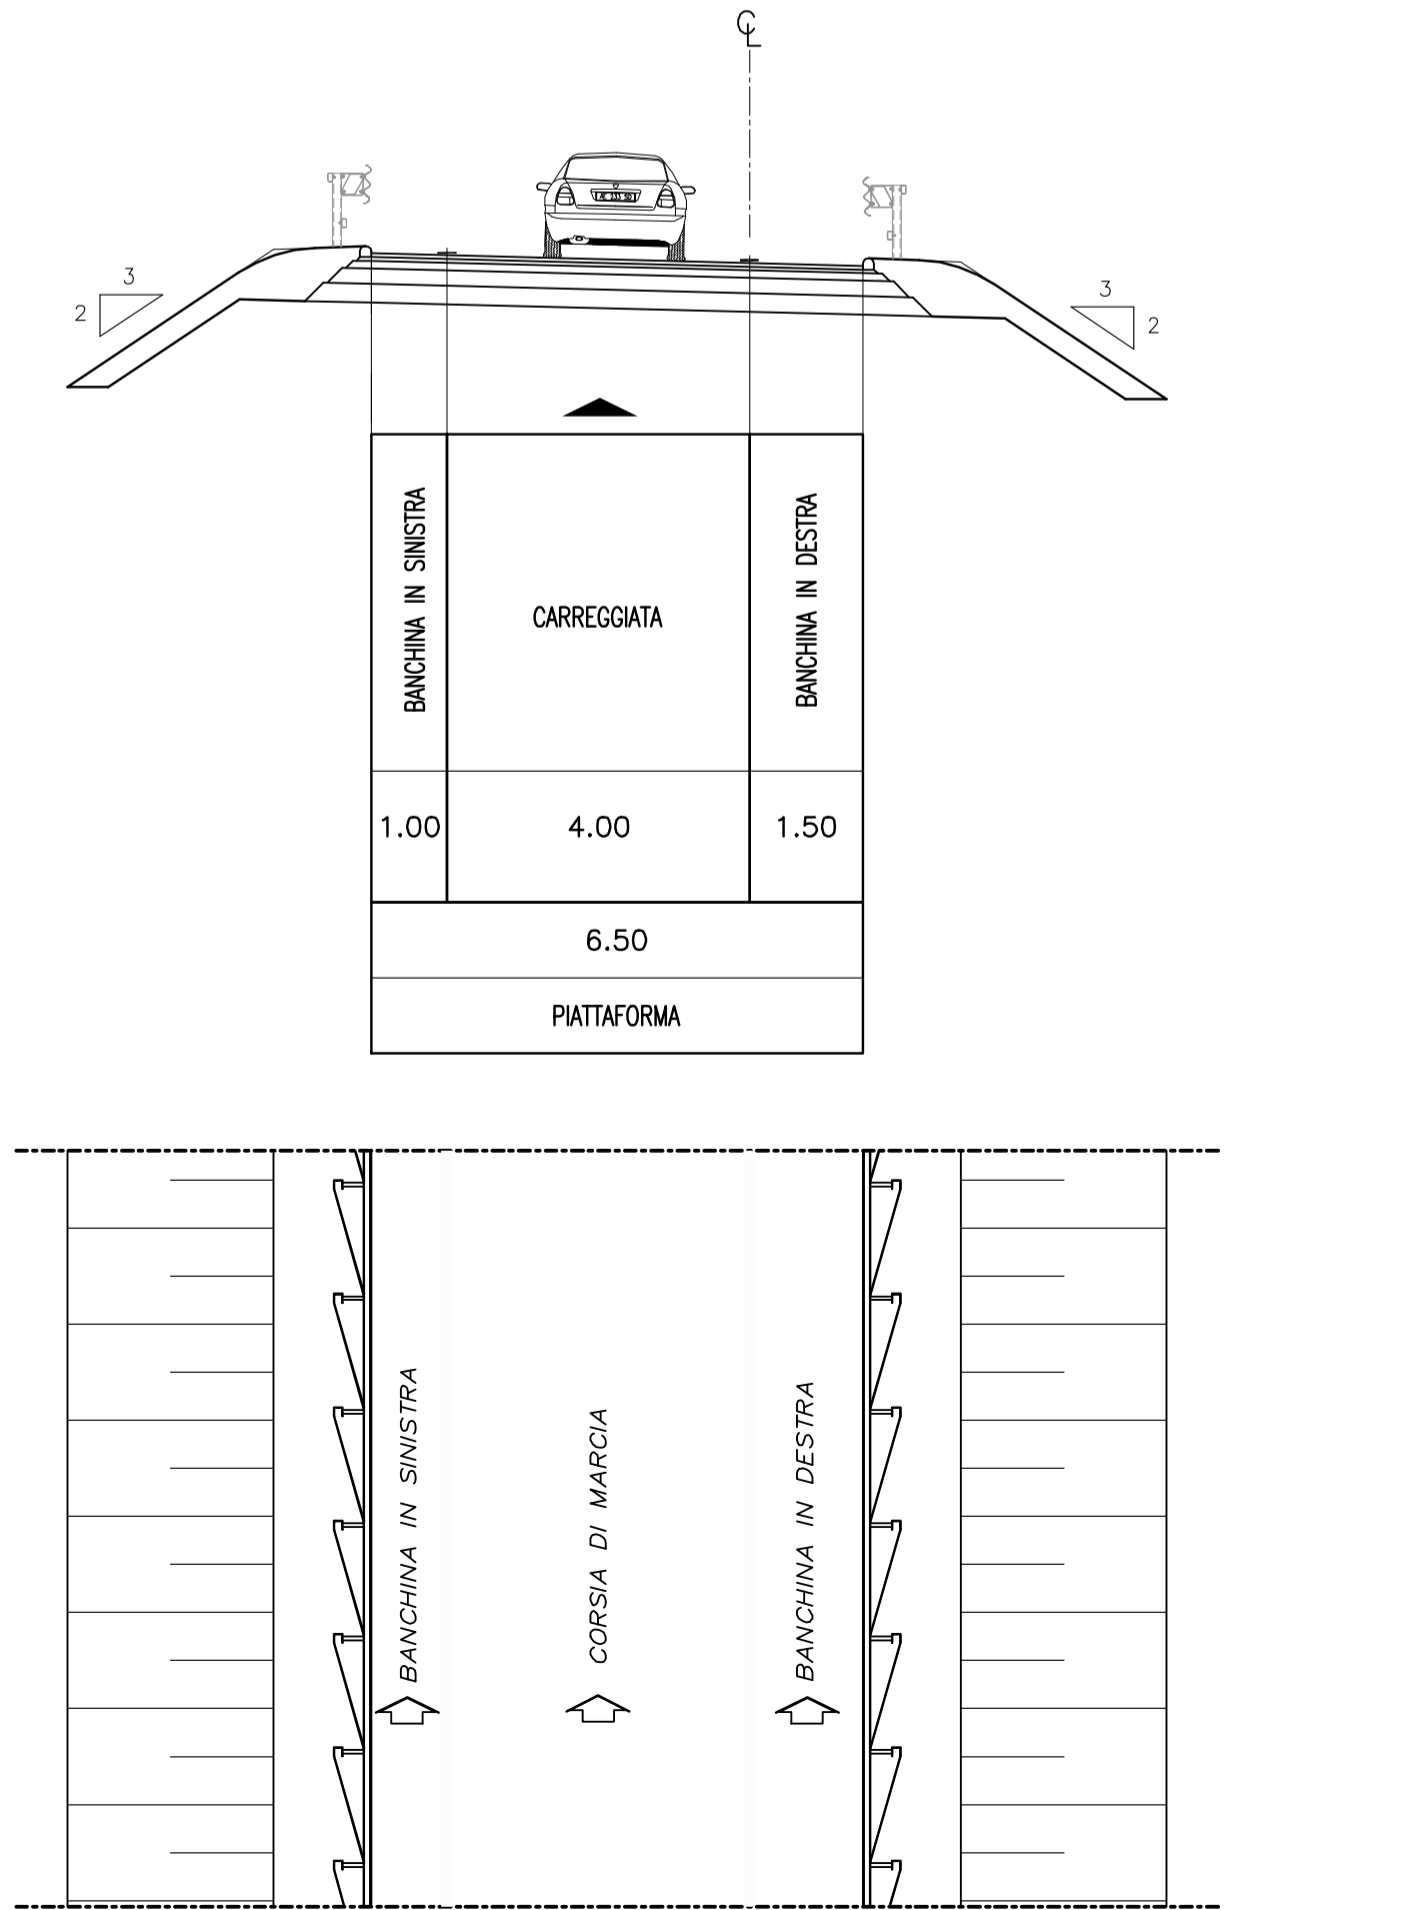 CL
3
2
3
2
BANCHINA IN SINISTRA
CARREGGIATA
BANCHINA IN DESTRA
1.00
4.00
1.50
6.50
PIATTAFORMA
BANCHINA IN SINISTRA
CORSIA DI MARCIA
BANCHINA IN DESTRA